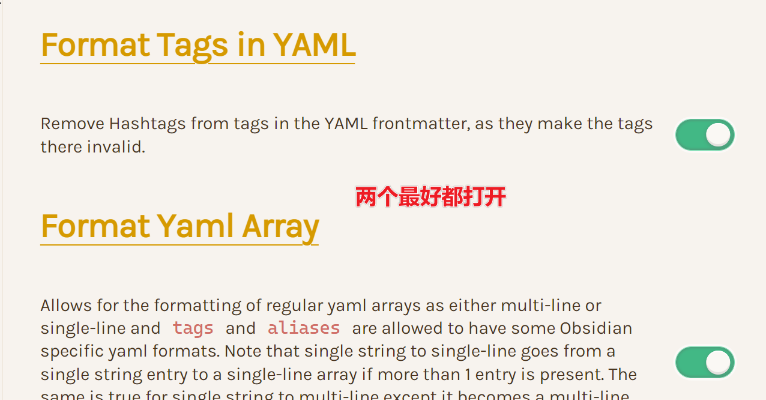 Format Tags in YAML
Remove Hashtags from tags in the YAML frontmatter, as they make the tags
there invalid.
两个最好都打开
Format Yaml Array
Allows for the formatting of regular yaml arrays as either multi-line or
single-line and tags and aliases are allowed to have some Obsidian
specific yaml formats. Note that single string to single-line goes from a
single string entry to a single-line array if more than 1 entry is present. The
same is true for single string to multi-line except it becomes a multi-line